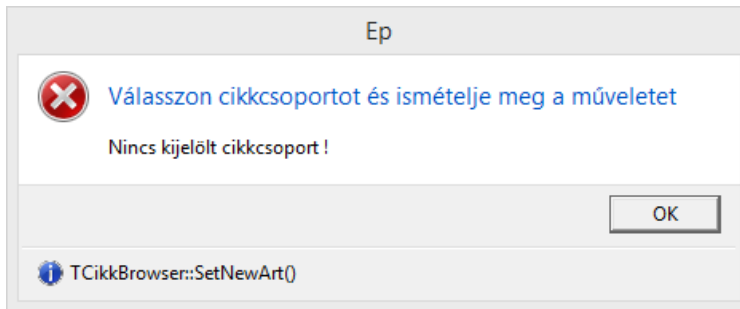 Ep
Válasszon cikkcsoportot és ismételje meg a műveletet
Nincs kijelölt cikkcsoport !
OK
TCikkBrowser::SetNewArt()